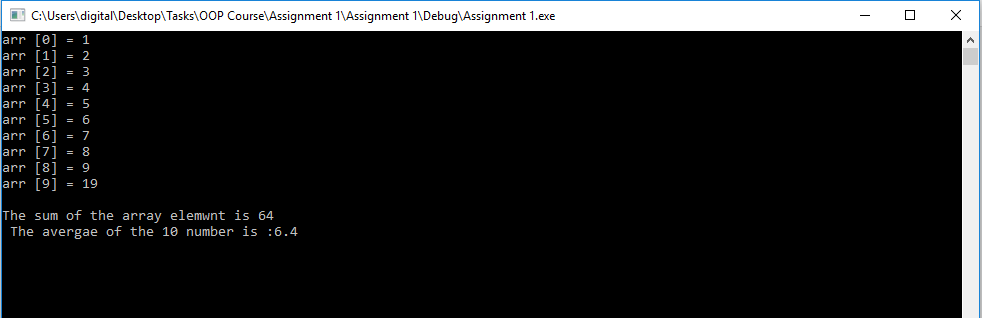 C:\Users\digital\Desktop\Tasks\OOP Course\Assignment 1\Assignment 1\Debug\Assignment 1.exe
arr [0] = 1
arr [1] = 2
arr [2] = 3
arr [3] = 4
arr [4] = 5
arr [5] = 6
arr [6] = 7
arr [7] = 8
arr [8] = 9
arr [9] = 19
The sum of the array elemwnt is 64
The avergae of the 10 number is :6.4